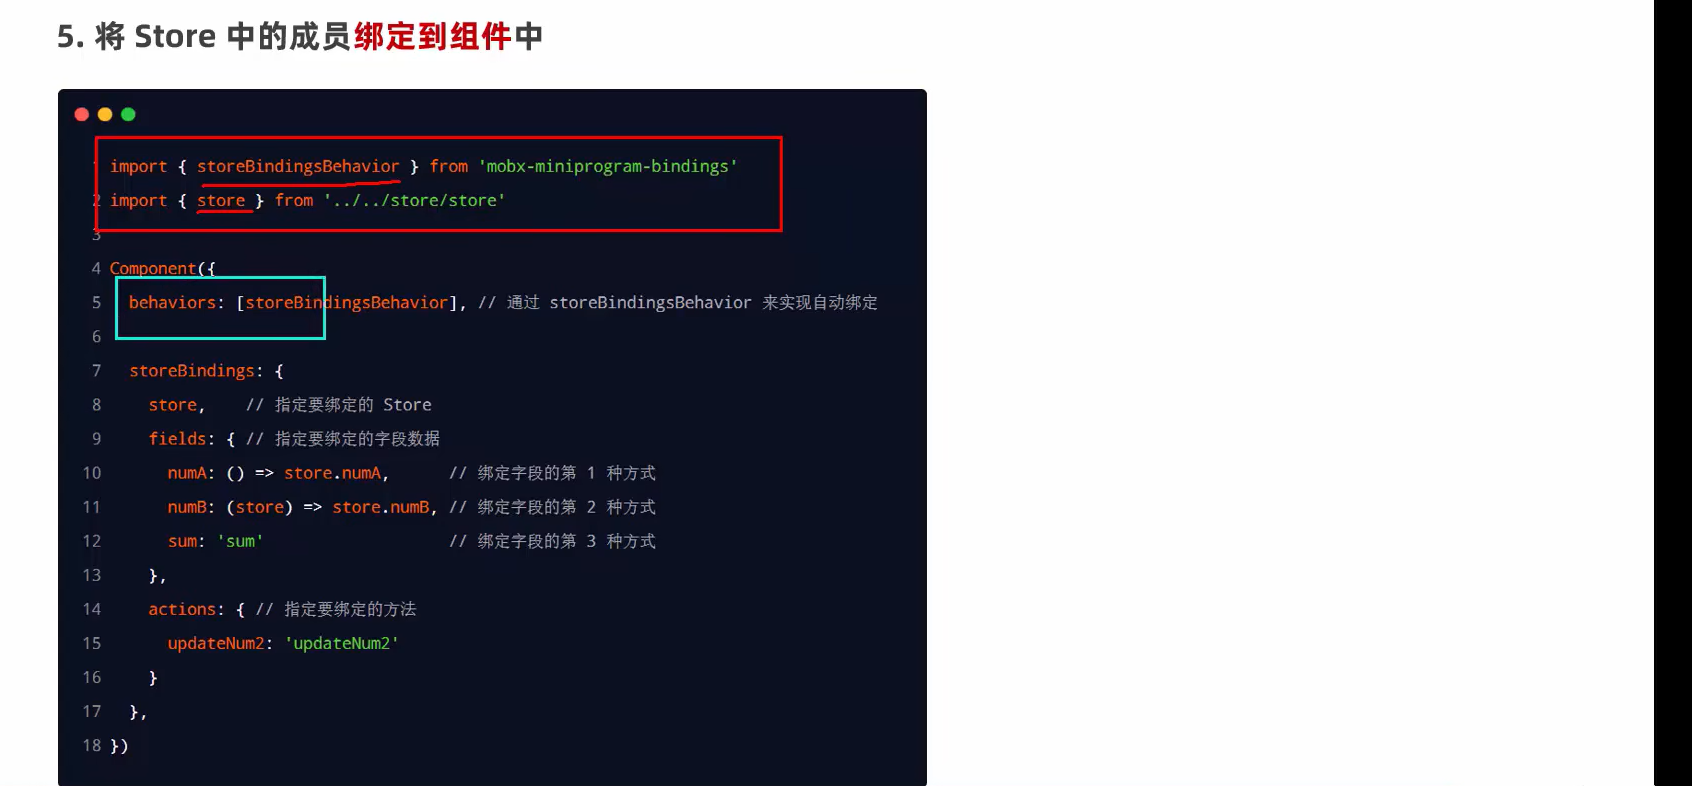 5. 将 Store 中的成员绑定到组件中
1 import { storeBindingsBehavior } from 'mobx-miniprogram-bindings'
2 import { store } from '../../store/store'
3
4 Component({
5 behaviors: [storeBindingsBehavior], // 通过 storeBindingsBehavior 来实现自动绑定
6
7 storeBindings: {
8 store, // 指定要绑定的 Store
9 fields: { // 指定要绑定的字段数据
10 numA: () => store.numA, // 绑定字段的第 1 种方式
11 numB: (store) => store.numB, // 绑定字段的第 2 种方式
12 sum: 'sum' // 绑定字段的第 3 种方式
13 },
14 actions: { // 指定要绑定的方法
15 updateNum2: 'updateNum2'
16 }
17 },
18 })